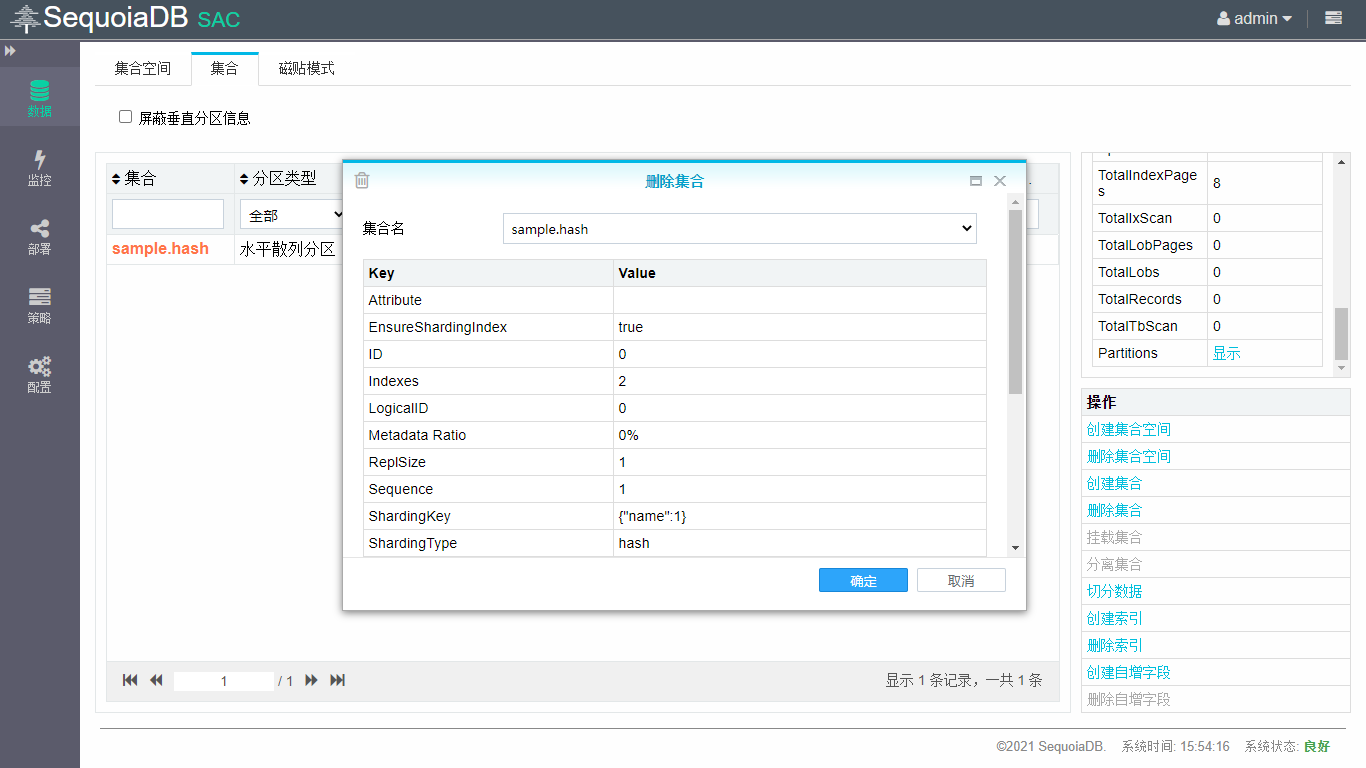 SequoiaDB SAC
admin
数据
监控
部署
策略
配置
集合空间
集合
磁贴模式
屏蔽垂直分区信息
集合
分区类型
全部
sample.hash
水平散列分区
删除集合
集合名
sample.hash
Key Value
Attribute
EnsureShardingIndex true
ID 0
Indexes 2
LogicalID 0
Metadata Ratio 0%
ReplSize 1
Sequence 1
ShardingKey {"name":1}
ShardingType hash
确定
取消
1 / 1
显示 1 条记录，一共 1 条
TotalIndexPage
s 8
TotalIxScan 0
TotalLobPages 0
TotalLobs 0
TotalRecords 0
TotalTbScan 0
Partitions 显示
操作
创建集合空间
删除集合空间
创建集合
删除集合
挂载集合
分离集合
切分数据
创建索引
删除索引
创建自增字段
删除自增字段
©2021 SequoiaDB. 系统时间: 15:54:16 系统状态: 良好